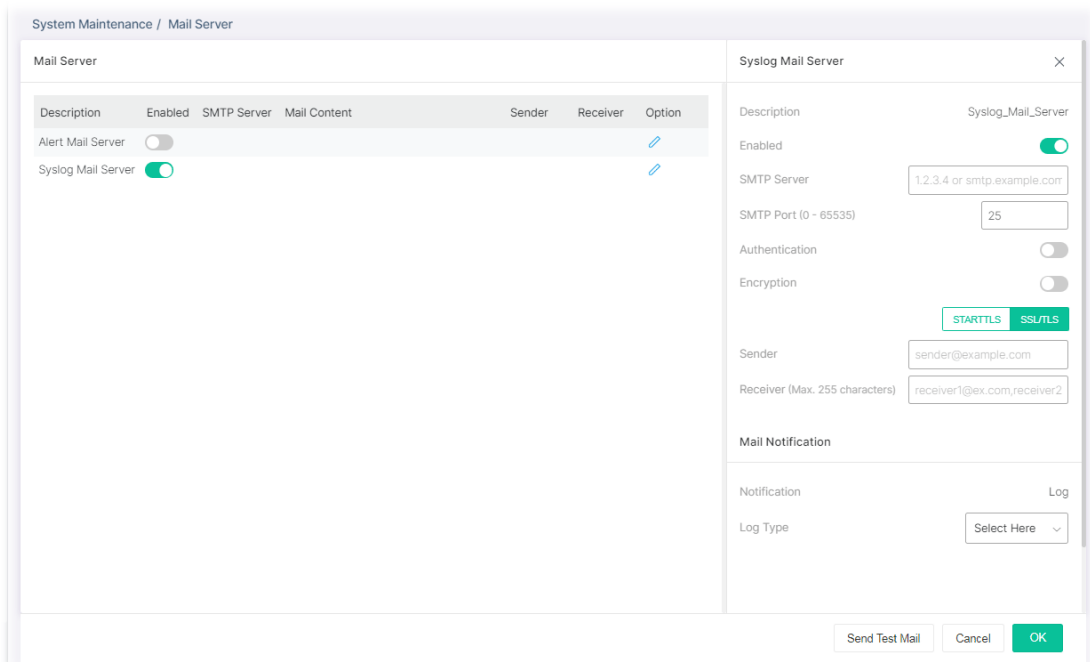 System Maintenance / Mail Server
Mail Server
Description Enabled SMTP Server Mail Content Sender Receiver Option
Alert Mail Server
Syslog Mail Server
Syslog Mail Server
Description Syslog_Mail_Server
Enabled
SMTP Server 1.2.3.4 or smtp.example.com
SMTP Port (0 - 65535) 25
Authentication
Encryption
STARTTLS SSL/TLS
Sender sender@example.com
Receiver (Max. 255 characters) receiver1@ex.com,receiver2
Mail Notification
Notification Log
Log Type Select Here
Send Test Mail Cancel OK